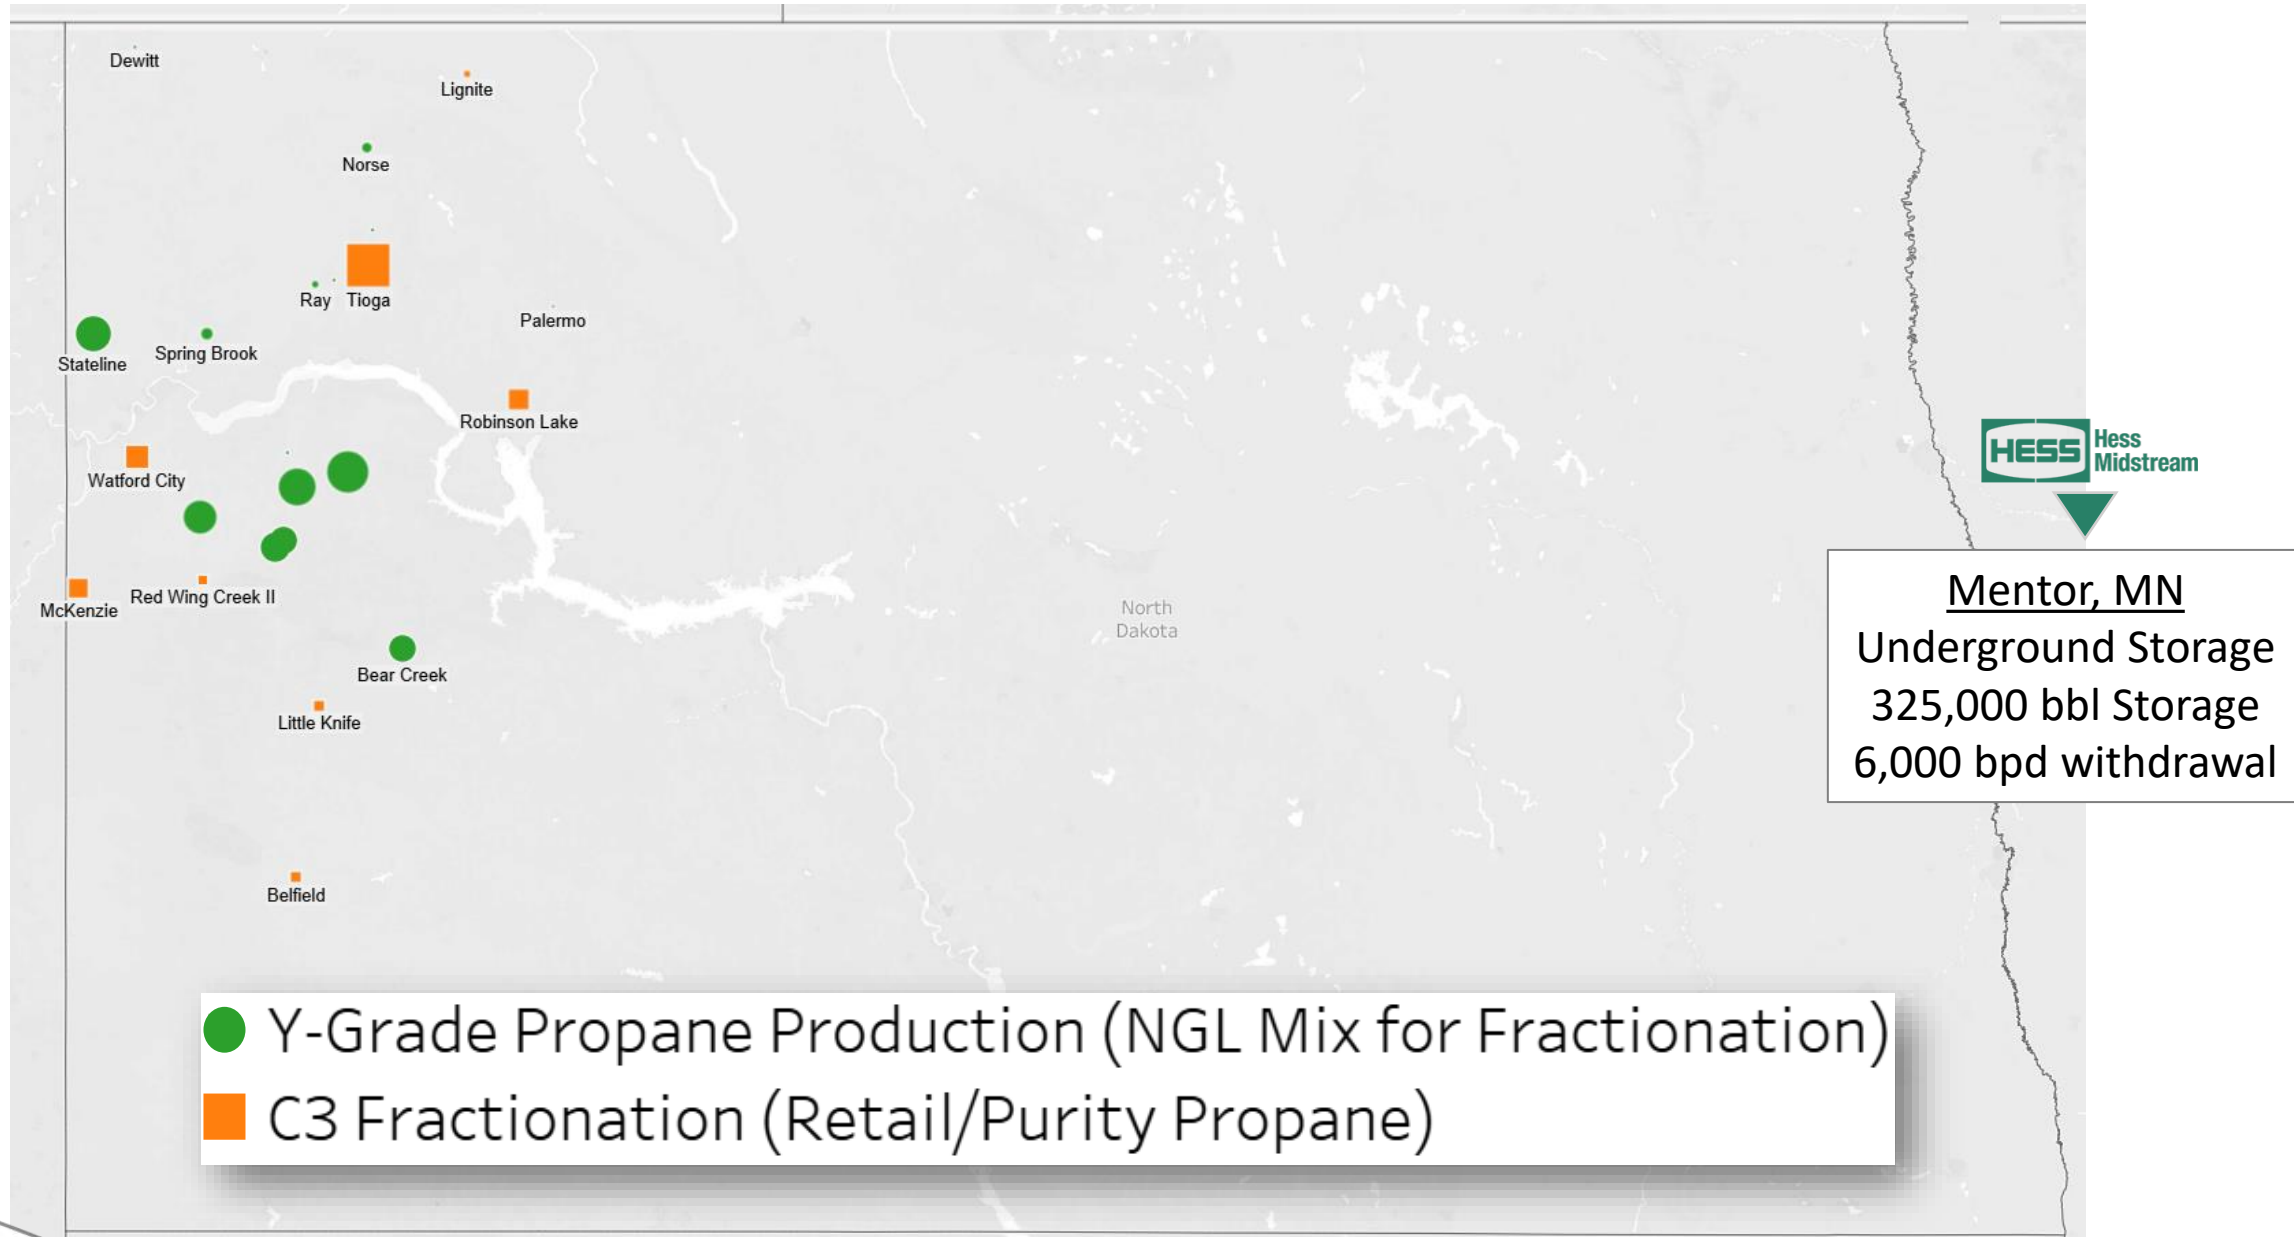 Dewitt
Lignite
Norse
Ray
Tioga
Palermo
Stateline
Spring Brook
Robinson Lake
Watford City
HESS
Hess
Midstream
McKenzie
Red Wing Creek II
North
Dakota
Mentor, MN
Underground Storage
325,000 bbl Storage
6,000 bpd withdrawal
Bear Creek
Little Knife
Belfield
Y-Grade Propane Production (NGL Mix for Fractionation)
C3 Fractionation (Retail/Purity Propane)